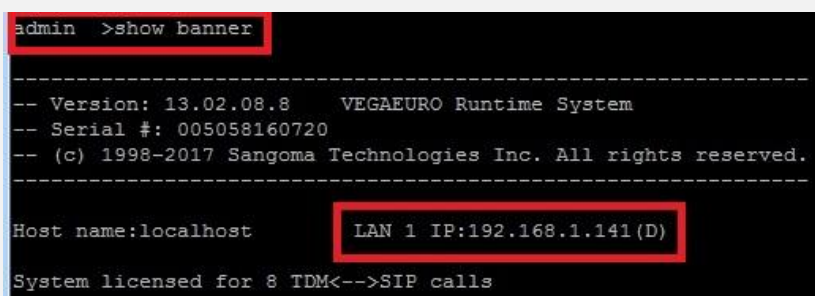 admin  >show banner
---------------------------------------------------------------
-- Version: 13.02.08.8    VEGAEURO Runtime System
-- Serial #: 005058160720
-- (c) 1998-2017 Sangoma Technologies Inc. All rights reserved.
---------------------------------------------------------------
Host name:localhost        LAN 1 IP:192.168.1.141(D)
System licensed for 8 TDM<-->SIP calls